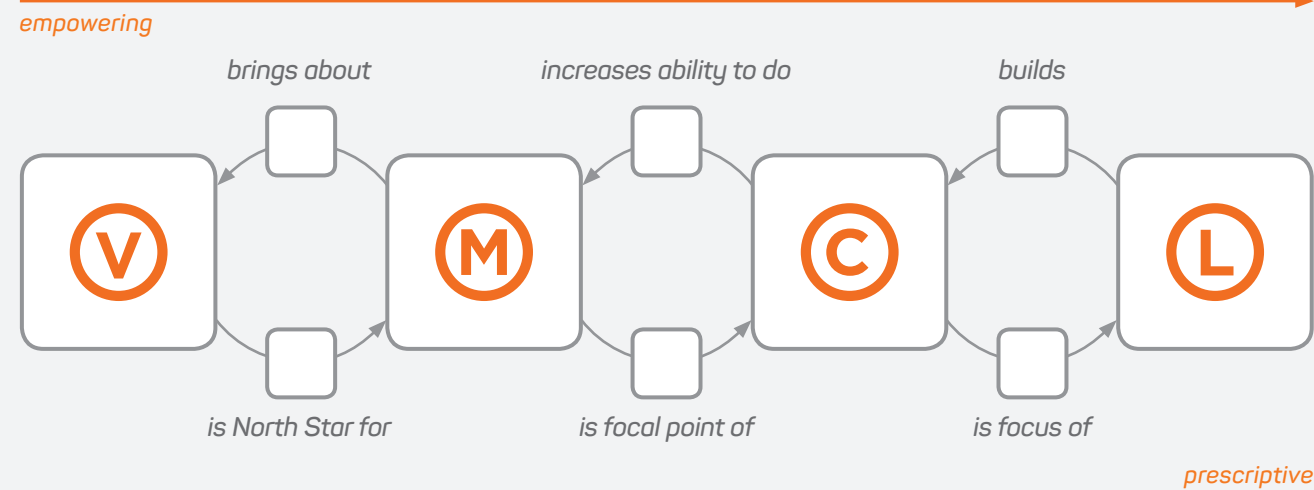 empowering
brings about
increases ability to do
builds
V
M
C
L
is North Star for
is focal point of
is focus of
prescriptive